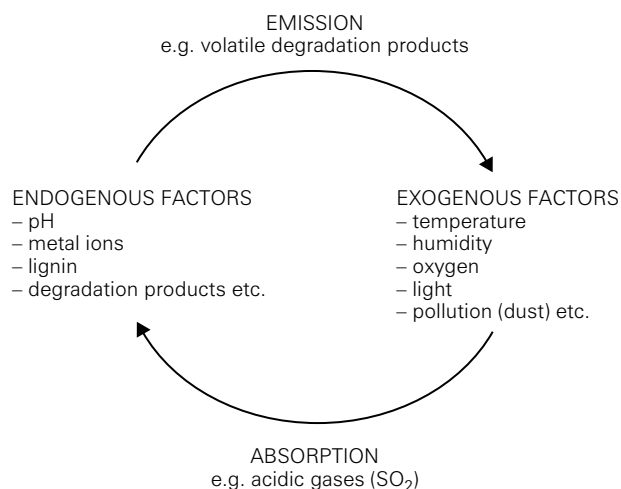 EMISSION
e.g. volatile degradation products
ENDOGENOUS FACTORS
– pH
– metal ions
– lignin
– degradation products etc.
EXOGENOUS FACTORS
– temperature
– humidity
– oxygen
– light
– pollution (dust) etc.
ABSORPTION
e.g. acidic gases (SO₂)